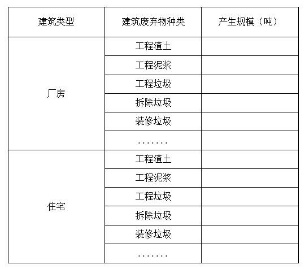 建筑类型 建筑废弃物种类 产生规模（吨）
厂房
工程渣土
工程泥浆
工程垃圾
拆除垃圾
装修垃圾
.......
住宅
工程渣土
工程泥浆
工程垃圾
拆除垃圾
装修垃圾
.......